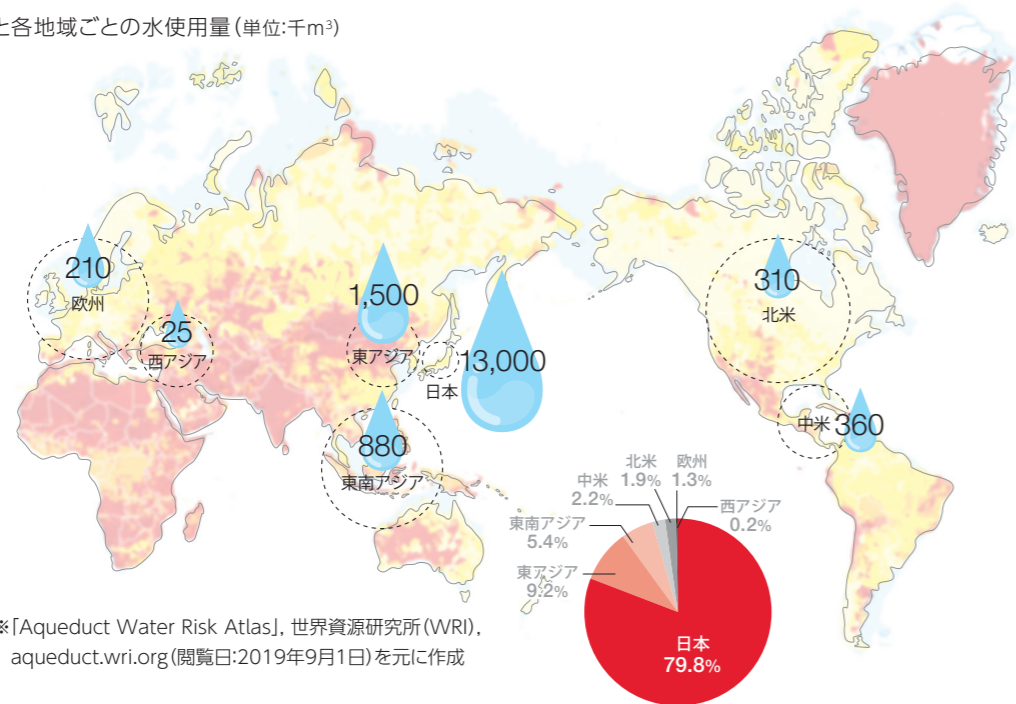 と各地域ごとの水使用量(単位:千m³)
210
欧州
25
西アジア
1,500
東アジア
日本
13,000
880
東南アジア
310
北米
中米 360
北米
1.9%
欧州
1.3%
中米
2.2%
西アジア
0.2%
東南アジア
5.4%
東アジア
9.2%
日本
79.8%
※「Aqueduct Water Risk Atlas」, 世界資源研究所(WRI),
aqueduct.wri.org(閲覧日:2019年9月1日)を元に作成